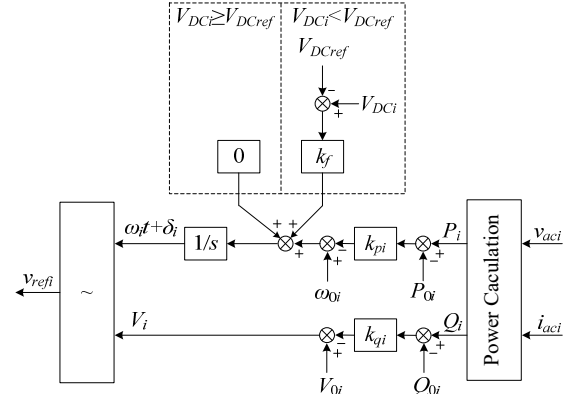 V_DCi≥V_DCref V_DCi<V_DCref
V_DCref
−
+ V_DCi
0 k_f
+ +
ω_it+δ_i 1/s + − + k_pi − + P_i v_aci
ω_0i P_0i
v_refi ~ Power Caculation
V_i − + k_qi − + Q_i i_aci
V_0i Q_0i